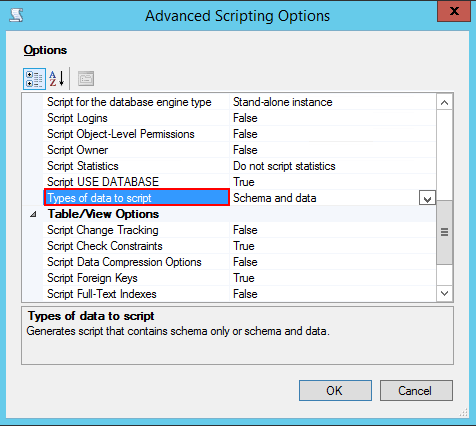 Advanced Scripting Options
Options
Script for the database engine type Stand-alone instance
Script Logins False
Script Object-Level Permissions False
Script Owner False
Script Statistics Do not script statistics
Script USE DATABASE True
Types of data to script Schema and data
Table/View Options
Script Change Tracking False
Script Check Constraints True
Script Data Compression Options False
Script Foreign Keys True
Script Full-Text Indexes False
Types of data to script
Generates script that contains schema only or schema and data.
OK Cancel